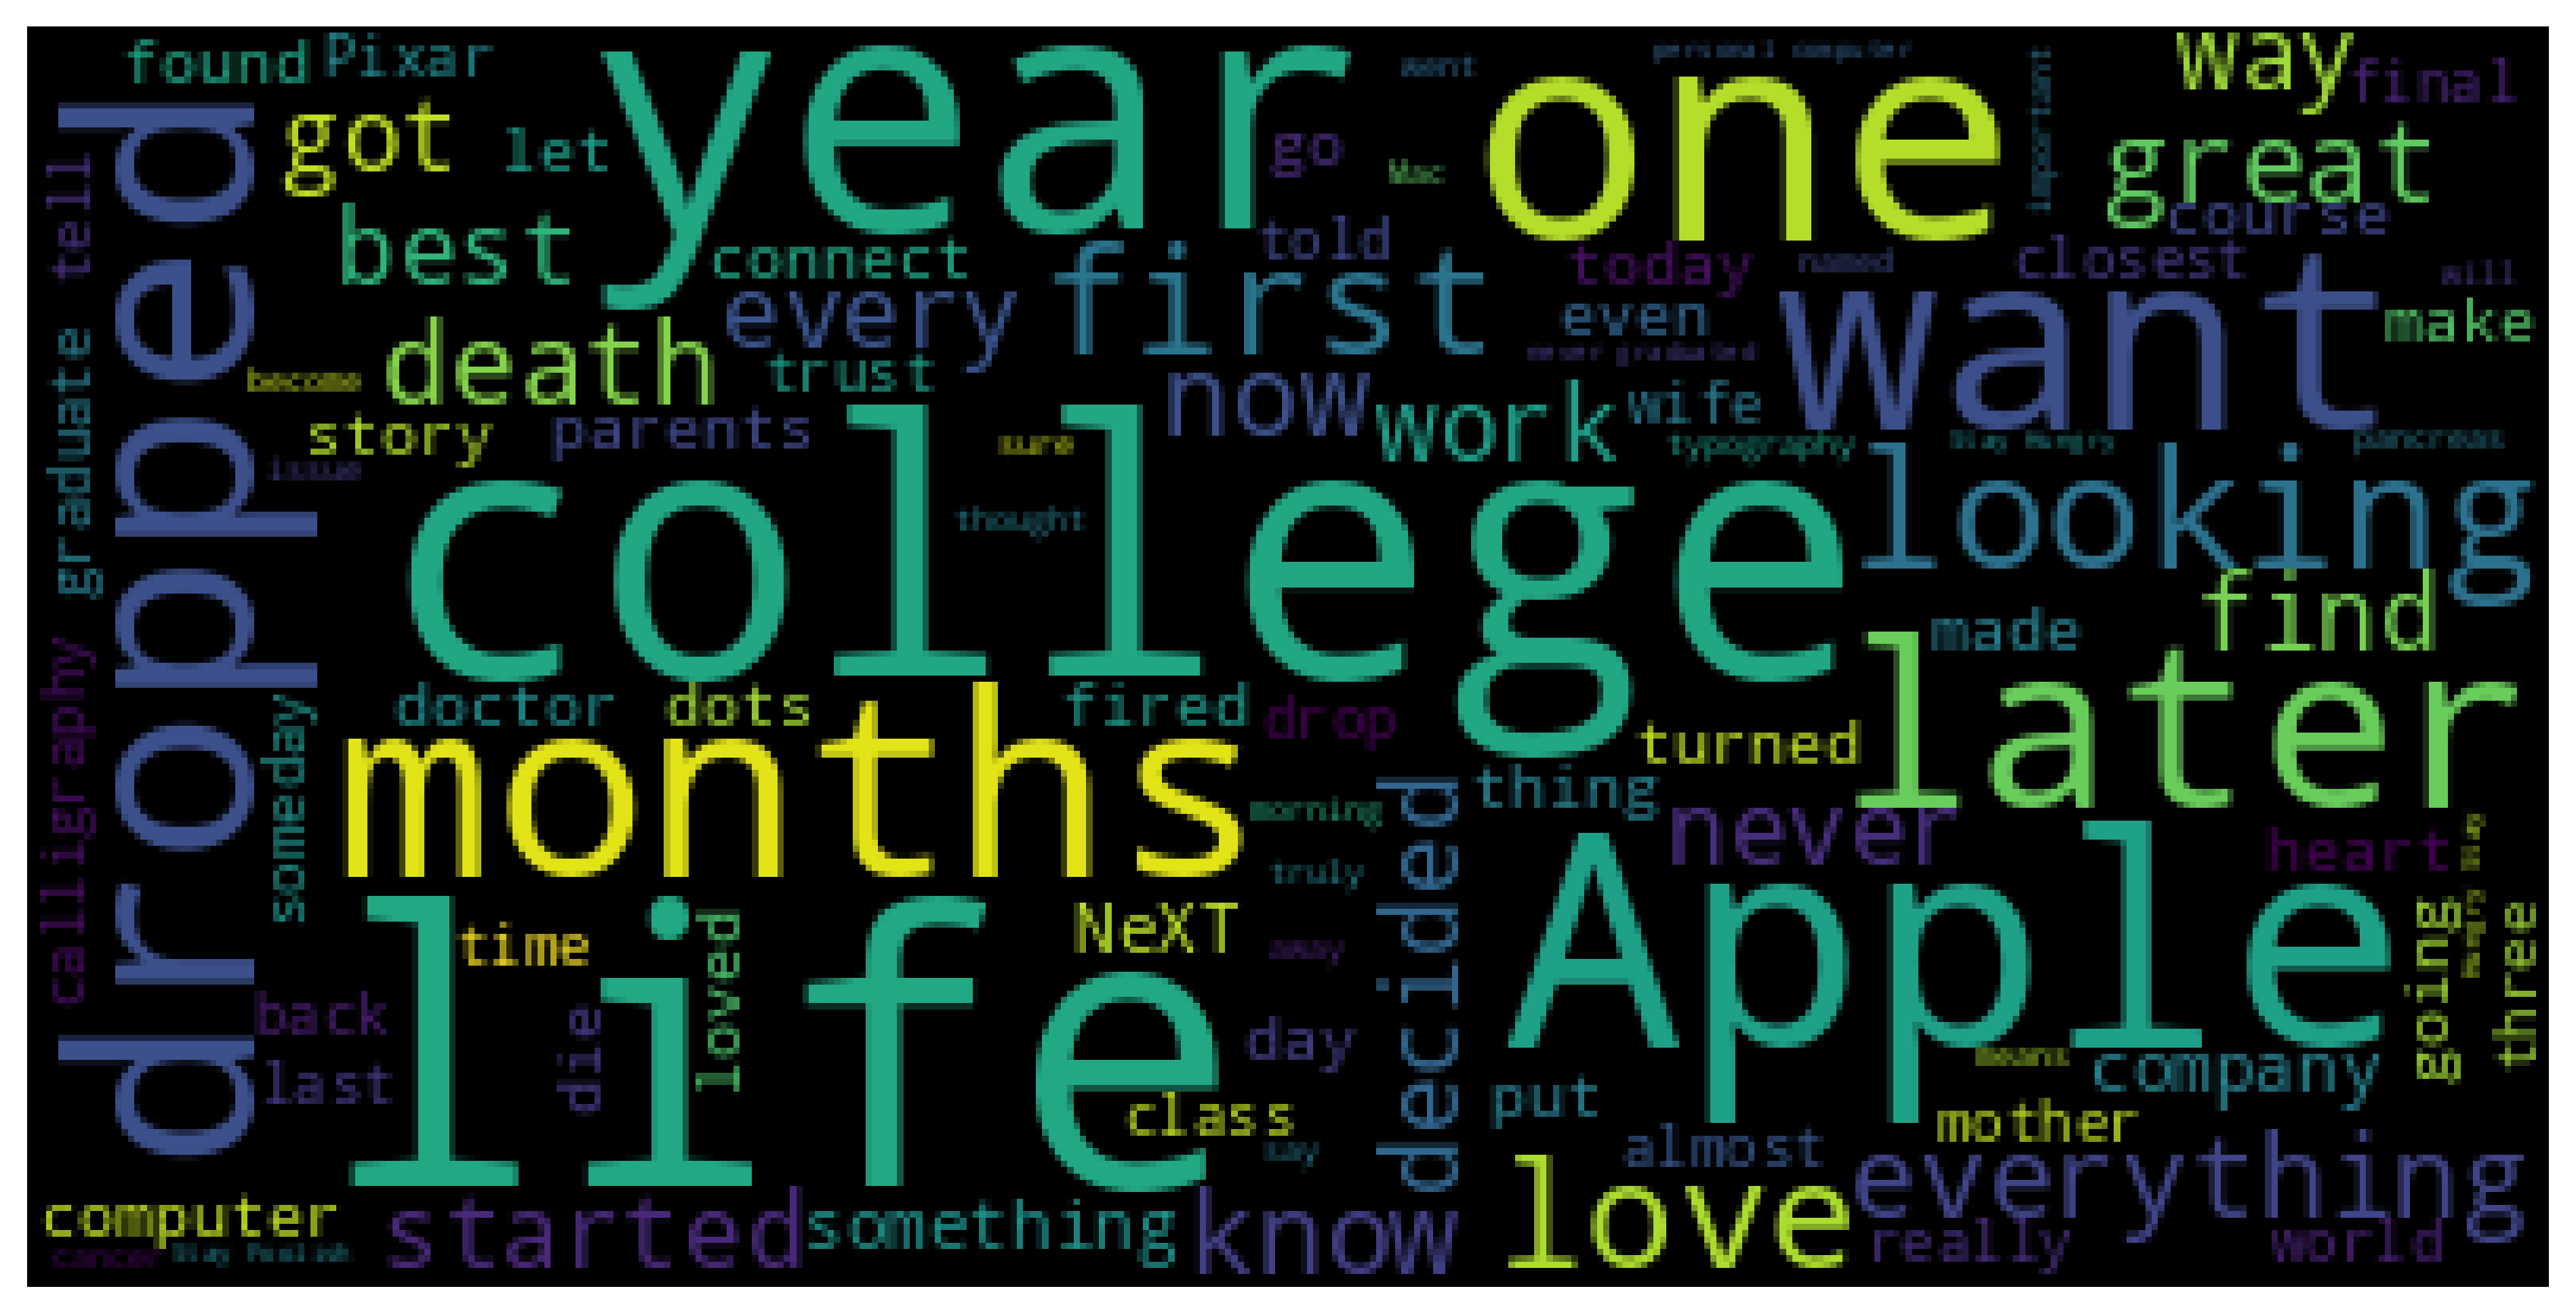 found
Pixar
year
went
personal computer
one
important
way
final
dropped
tell
got
let
go
Mac
great
best
connect
told
course
first
today
named
closest
will
every
even
want
make
death
trust
never graduated
become
now
work
wife
graduate
story
parents
sure
typography
Stay Hungry
pancreas
issue
looking
college
thought
find
made
calligraphy
someday
doctor
dots
fired
drop
later
months
turned
thing
morning
decided
never
Apple
heart
truly
life
time
loved
NeXT
away
going
three
back
die
day
last
means
company
class
put
mother
say
almost
love
everything
computer
started
something
know
really
world
cancer
Stay Foolish